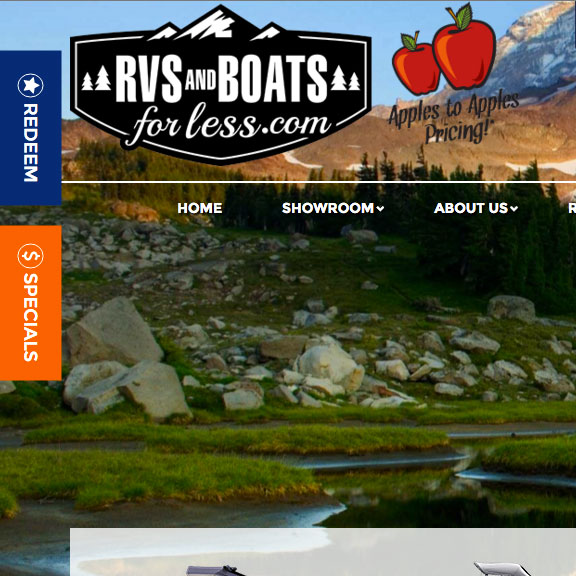 RVS AND BOATS
for less.com
Apples to Apples
Pricing!
REDEEM
$ SPECIALS
HOME
SHOWROOM
ABOUT US
R